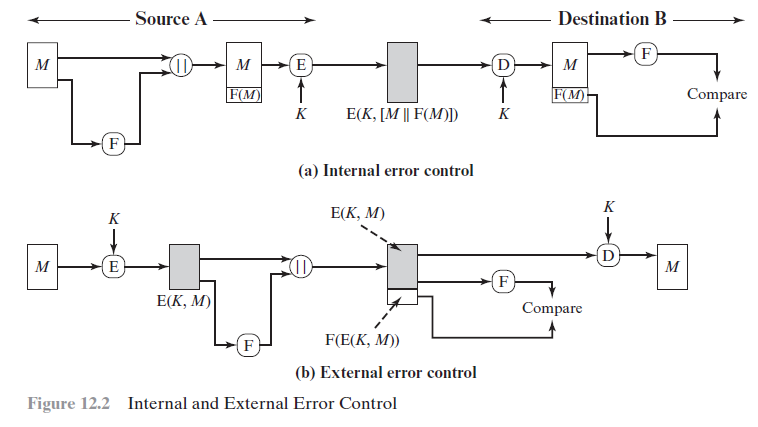 Source A
Destination B
M
||
M
F(M)
E
K
E(K, [M || F(M)])
D
K
M
F(M)
F
Compare
F
(a) Internal error control
M
K
E
E(K, M)
F
||
E(K, M)
F(E(K, M))
F
Compare
K
D
M
(b) External error control
Figure 12.2 Internal and External Error Control